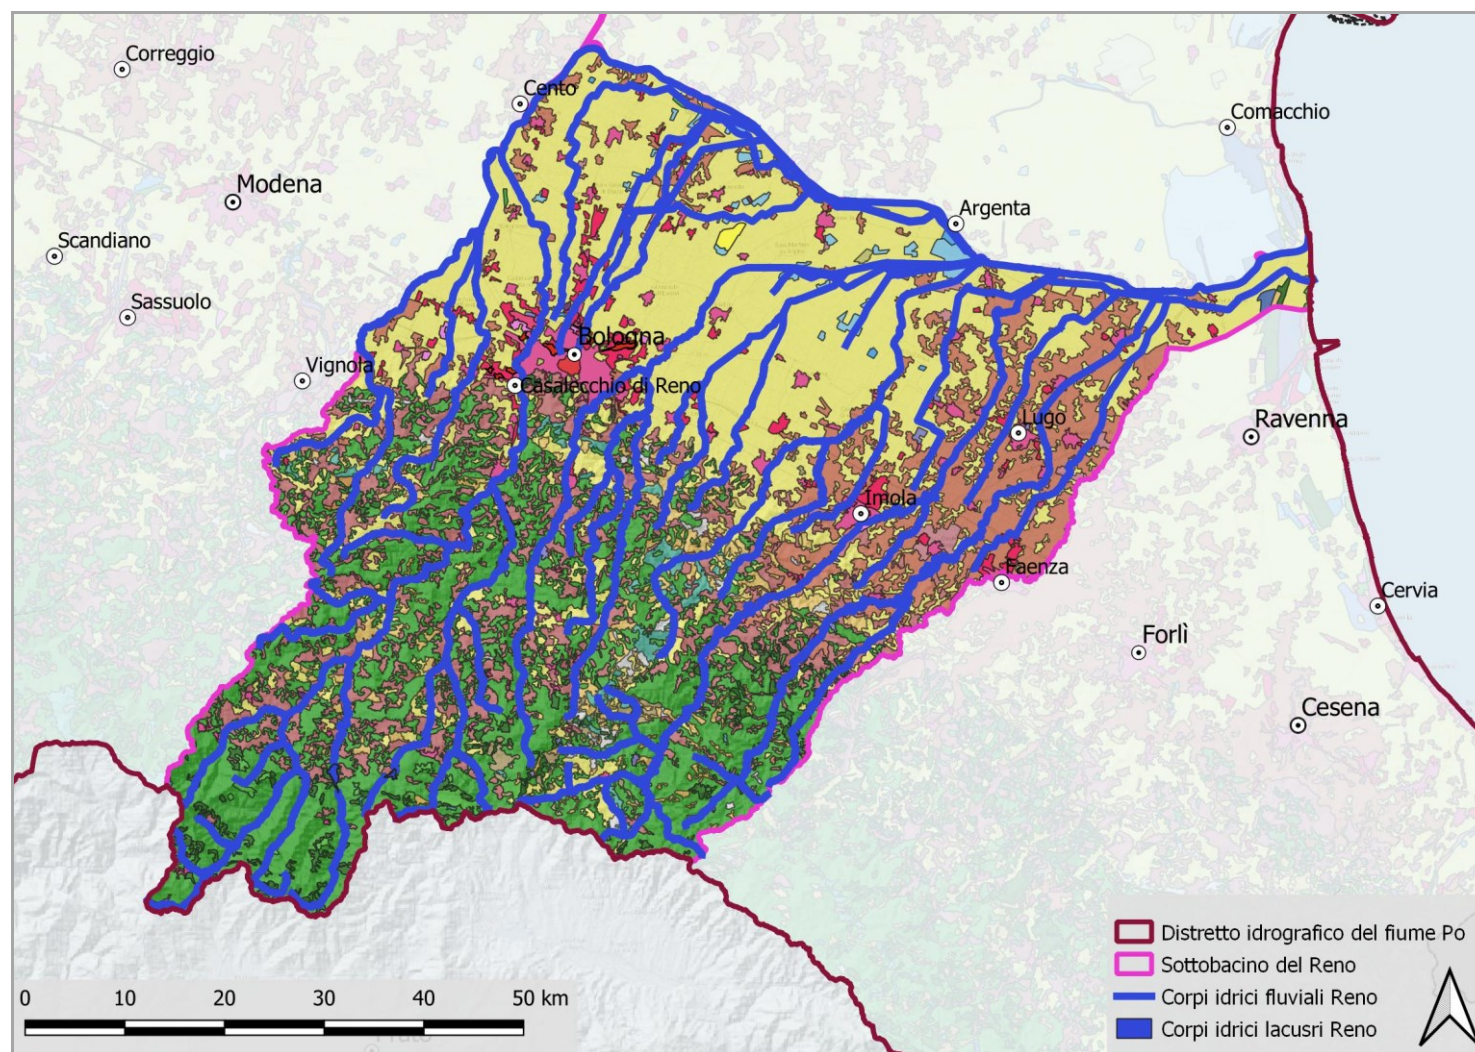 Correggio
Cento
Comacchio
Modena
Argenta
Scandiano
Sassuolo
Bologna
Vignola
Casalecchio di Reno
Lugo
Ravenna
Imola
Faenza
Cervia
Forlì
Cesena
Distretto idrografico del fiume Po
Sottobacino del Reno
Corpi idrici fluviali Reno
Corpi idrici lacusri Reno
0 10 20 30 40 50 km